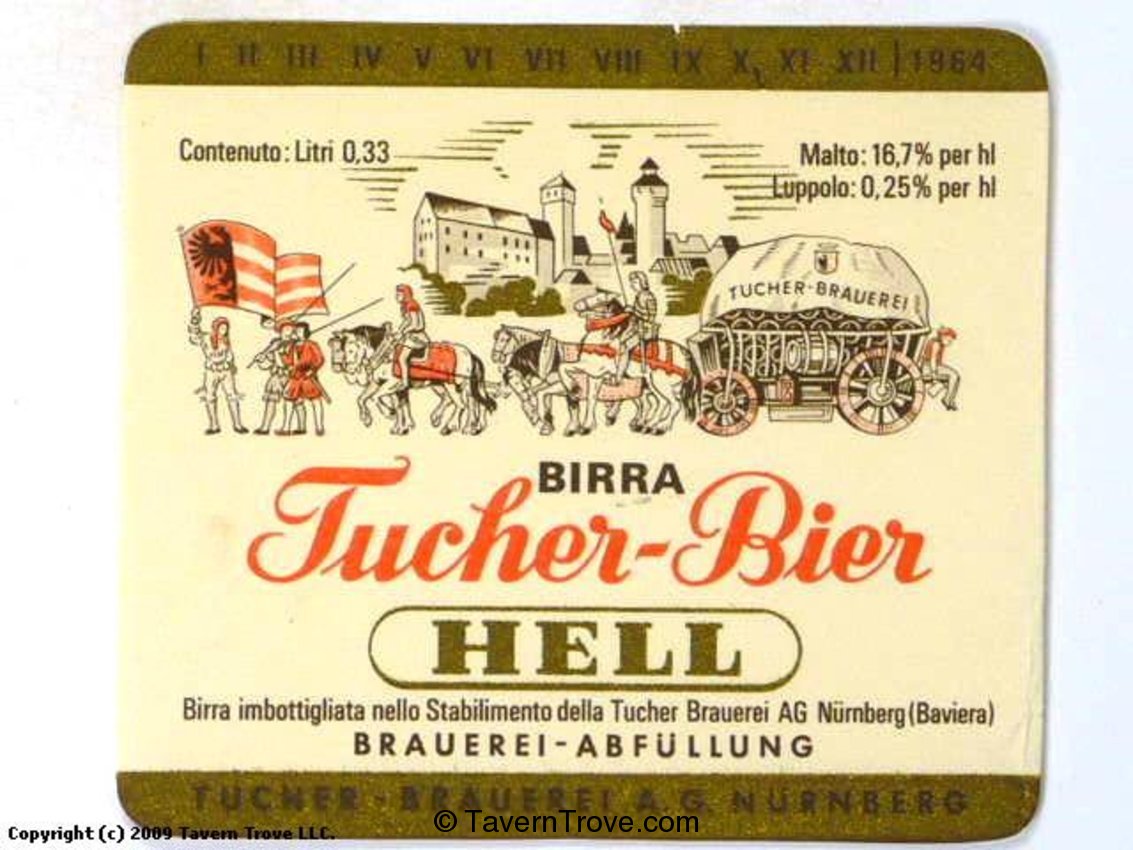 I II III IV V VI VII VIII IX X XI XII | 1964
Contenuto: Litri 0,33
Malto: 16,7% per hl
Luppolo: 0,25% per hl
TUCHER-BRAUEREI
BIRRA
Tucher-Bier
HELL
Birra imbottigliata nello Stabilimento della Tucher Brauerei AG Nürnberg (Baviera)
BRAUEREI-ABFÜLLUNG
TUCHER-BRAUEREI A.G. NÜRNBERG
Copyright (c) 2009 Tavern Trove LLC.
© TavernTrove.com